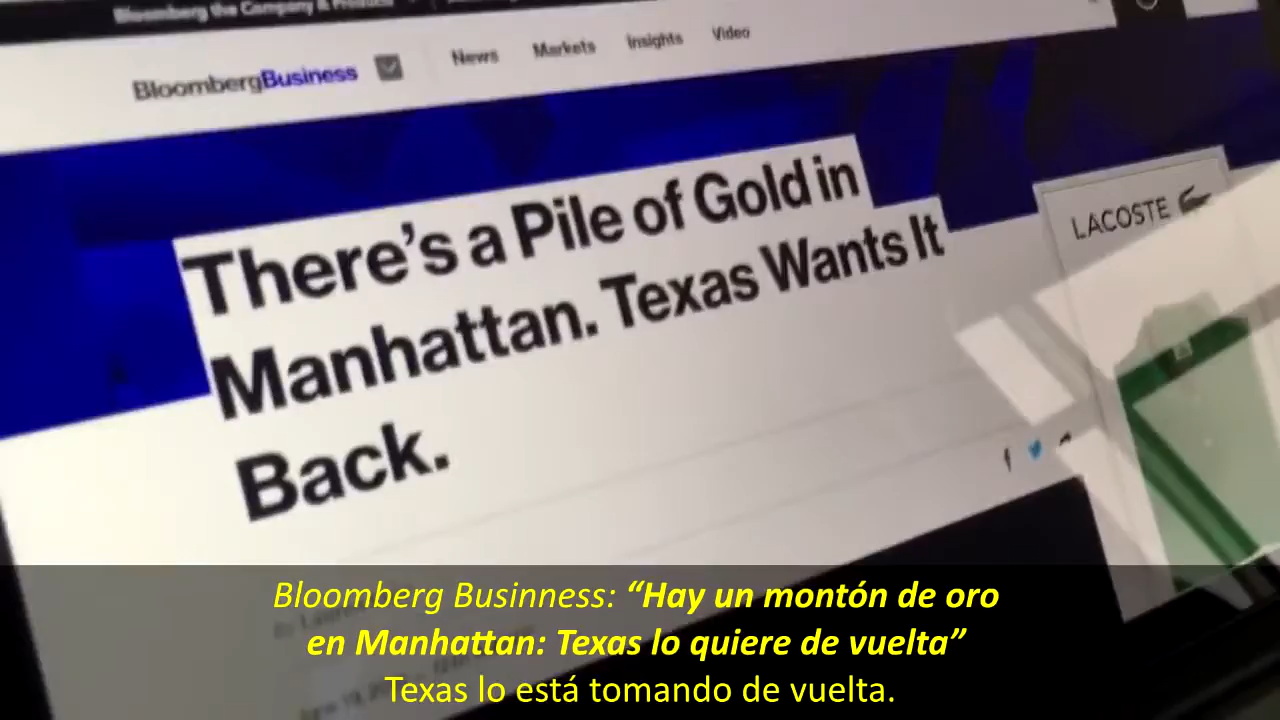 Bloomberg the Company & Products
BloombergBusiness
News Markets Insights Video
There's a Pile of Gold in
Manhattan. Texas Wants It
Back.
LACOSTE
Bloomberg Businness: “Hay un montón de oro
en Manhattan: Texas lo quiere de vuelta”
Texas lo está tomando de vuelta.